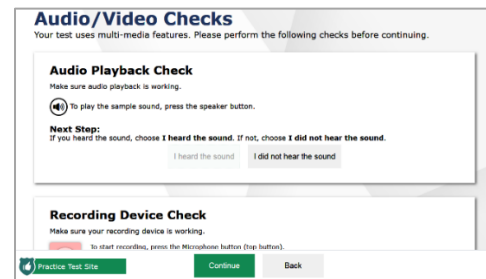 Audio/Video Checks
Your test uses multi-media features. Please perform the following checks before continuing.
Audio Playback Check
Make sure audio playback is working.
To play the sample sound, press the speaker button.
Next Step:
If you heard the sound, choose I heard the sound. If not, choose I did not hear the sound.
I heard the sound
I did not hear the sound
Recording Device Check
Make sure your recording device is working.
To start recording, press the Microphone button (top button).
Practice Test Site
Continue
Back